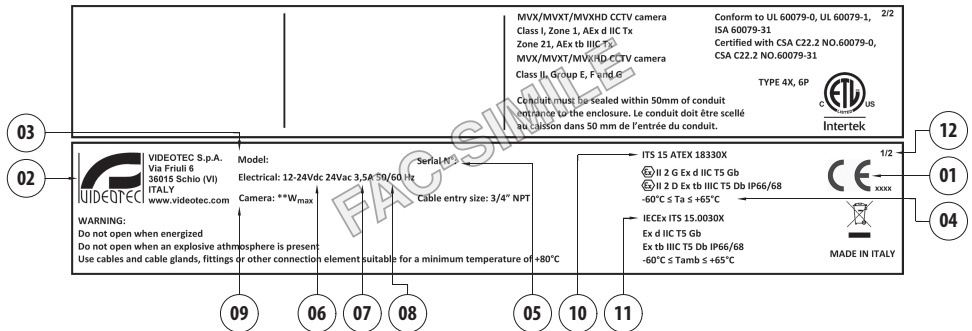 MVX/MVXT/MVXHD CCTV camera
Class I, Zone 1, AEx d IIC Tx
Zone 21, AEx tb IIIC Tx
MVX/MVXT/MVXHD CCTV camera
Class II, Group E, F and G
Conduit must be sealed within 50mm of conduit
entrance to the enclosure. Le conduit doit être scellé
au caisson dans 50 mm de l'entrée du conduit.
Conform to UL 60079-0, UL 60079-1,
ISA 60079-31
Certified with CSA C22.2 NO.60079-0,
CSA C22.2 NO.60079-31
2/2
TYPE 4X, 6P
C ETL US
LISTED
Intertek
FAC-SIMILE
03
02
VIDEOTEC
VIDEOTEC S.p.A.
Via Friuli 6
36015 Schio (VI)
ITALY
www.videotec.com
Model:
Serial N°:
Electrical: 12-24Vdc 24Vac 3,5A 50/60 Hz
Camera: **Wmax
Cable entry size: 3/4" NPT
WARNING:
Do not open when energized
Do not open when an explosive athmosphere is present
Use cables and cable glands, fittings or other connection element suitable for a minimum temperature of +80°C
ITS 15 ATEX 18330X
Ex II 2 G Ex d IIC T5 Gb
Ex II 2 D Ex tb IIIC T5 Db IP66/68
-60°C ≤ Ta ≤ +65°C
IECEx ITS 15.0030X
Ex d IIC T5 Gb
Ex tb IIIC T5 Db IP66/68
-60°C ≤ Tamb ≤ +65°C
1/2
CE xxxx
MADE IN ITALY
12
01
04
09
06
07
08
05
10
11